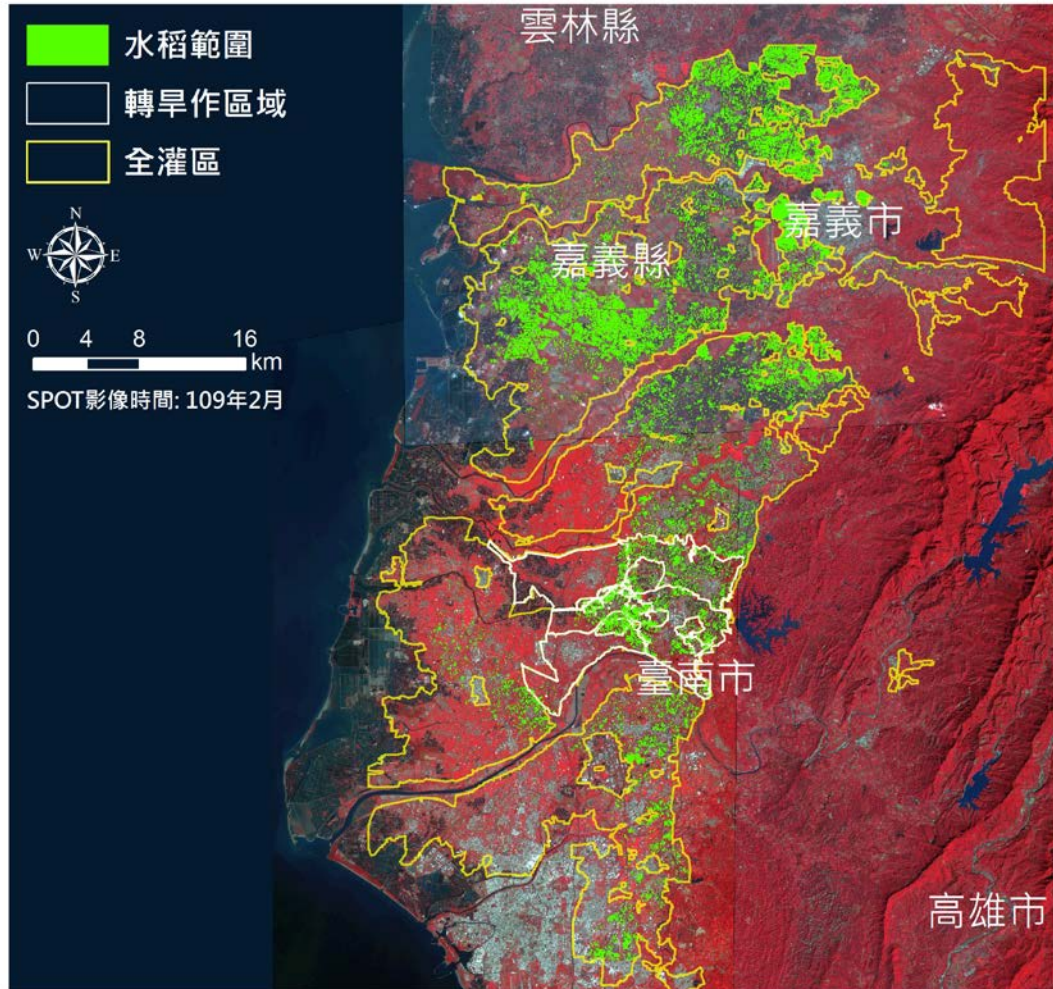 雲林縣
水稻範圍
轉旱作區域
全灌區
嘉義市
嘉義縣
N
W E
S
0 4 8 16
km
SPOT影像時間: 109年2月
臺南市
高雄市